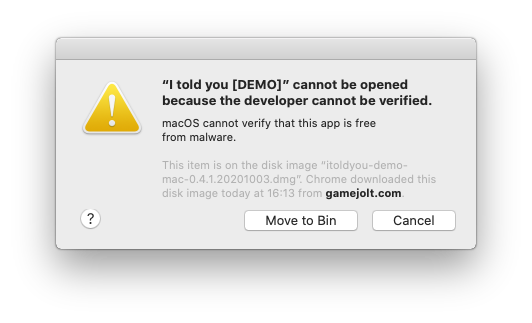 “I told you [DEMO]” cannot be opened
because the developer cannot be verified.
macOS cannot verify that this app is free
from malware.
This item is on the disk image “itoldyou-demo-
mac-0.4.1.20201003.dmg”. Chrome downloaded this
disk image today at 16:13 from gamejolt.com.
?
Move to Bin
Cancel